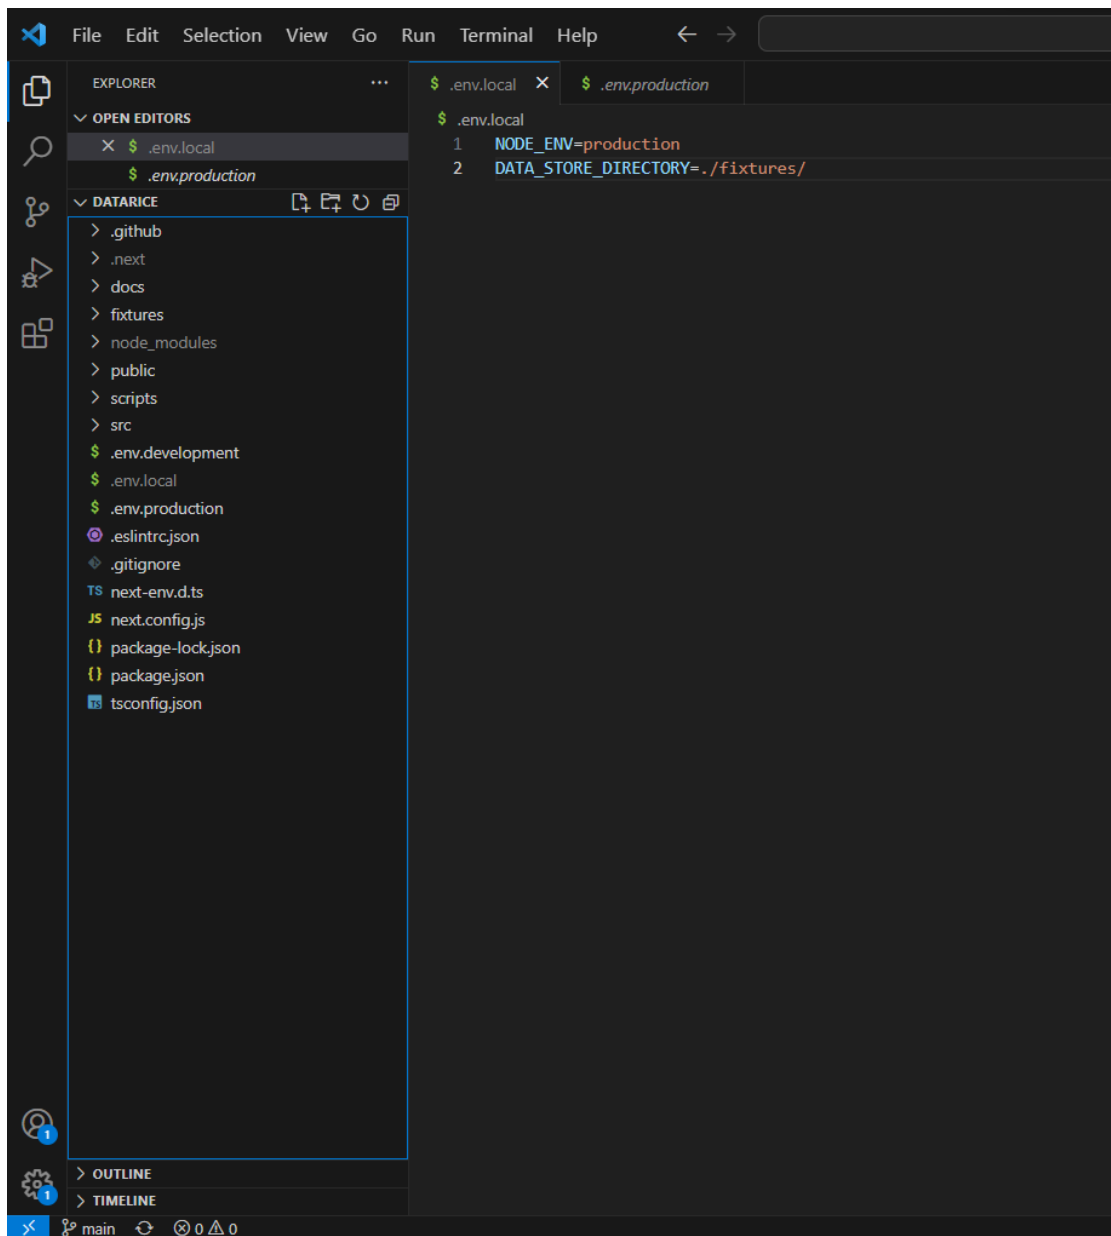 File Edit Selection View Go Run Terminal Help
EXPLORER
OPEN EDITORS
$ .env.local
$ .env.production
DATARICE
.github
.next
docs
fixtures
node_modules
public
scripts
src
$ .env.development
$ .env.local
$ .env.production
.eslintrc.json
.gitignore
TS next-env.d.ts
JS next.config.js
{} package-lock.json
{} package.json
TS tsconfig.json
OUTLINE
TIMELINE
1
1
main 0 0
$ .env.local $ .env.production
$ .env.local
1 NODE_ENV=production
2 DATA_STORE_DIRECTORY=./fixtures/